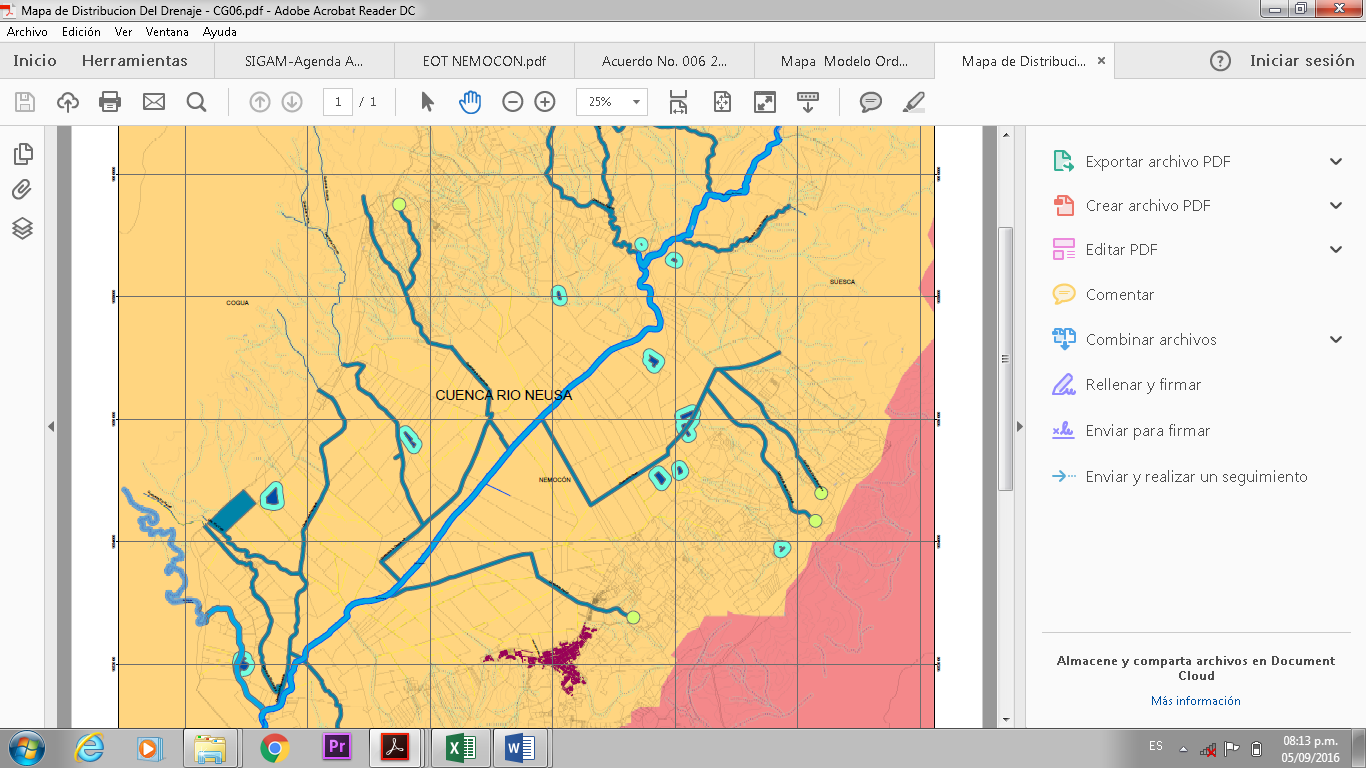 Mapa de Distribucion Del Drenaje - CG06.pdf - Adobe Acrobat Reader DC
Archivo Edición Ver Ventana Ayuda
Inicio Herramientas SIGAM-Agenda A... EOT NEMOCON.pdf Acuerdo No. 006 2... Mapa Modelo Ord... Mapa de Distribuci... × ? Iniciar sesión
1 / 1 25%
Exportar archivo PDF
Crear archivo PDF
Editar PDF
Comentar
Combinar archivos
Rellenar y firmar
Enviar para firmar
Enviar y realizar un seguimiento
SUESCA
COGUA
CUENCA RIO NEUSA
NEMOCÓN
Almacene y comparta archivos en Document
Cloud
Más información
Pr
ES
08:13 p.m.
05/09/2016